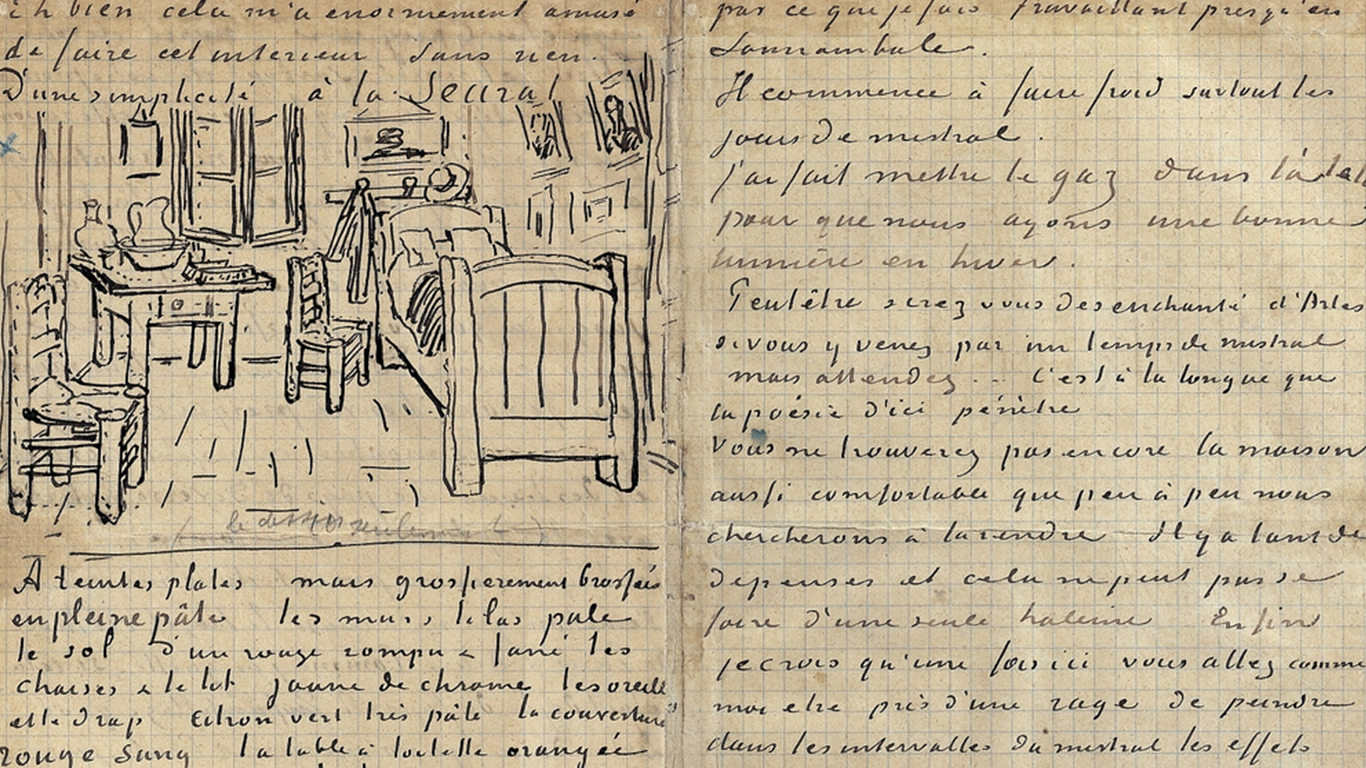 Eh bien cela m'a enormement amusé
de faire cet interieur sans rien.
D'une simplicité à la Seurat
le dessin seulement
À teintes plates mais grossierement brossées
en pleine pâte les murs lilas pale
le sol d'un rouge rompu & fané les
chaises & le lit jaune de chrome les oreill
et le drap citron vert très pâle la couverture
rouge sang la table à toilette orangée
par ce que je fais travaillant presqu'en
somnambule.
Il commence à faire froid surtout les
jours de mistral.
j'ai fait mettre le gaz dans
pour que nous ayons une bonne
lumière en hiver.
Peutêtre serez vous desenchanté d'Arles
si vous y venez par un temps de mistral
mais attendez... C'est à la longue que
la poésie d'ici pénètre
Vous ne trouverez pas encore la maison
aussi comfortable que peu à peu nous
chercherons à la rendre Il y a tant de
depenses et cela ne peut pas se
faire d'une seule haleine Enfin
je crois qu'une fois ici vous allez comme
moi etre pris d'une rage de peindre
dans les intervalles du mistral les effets